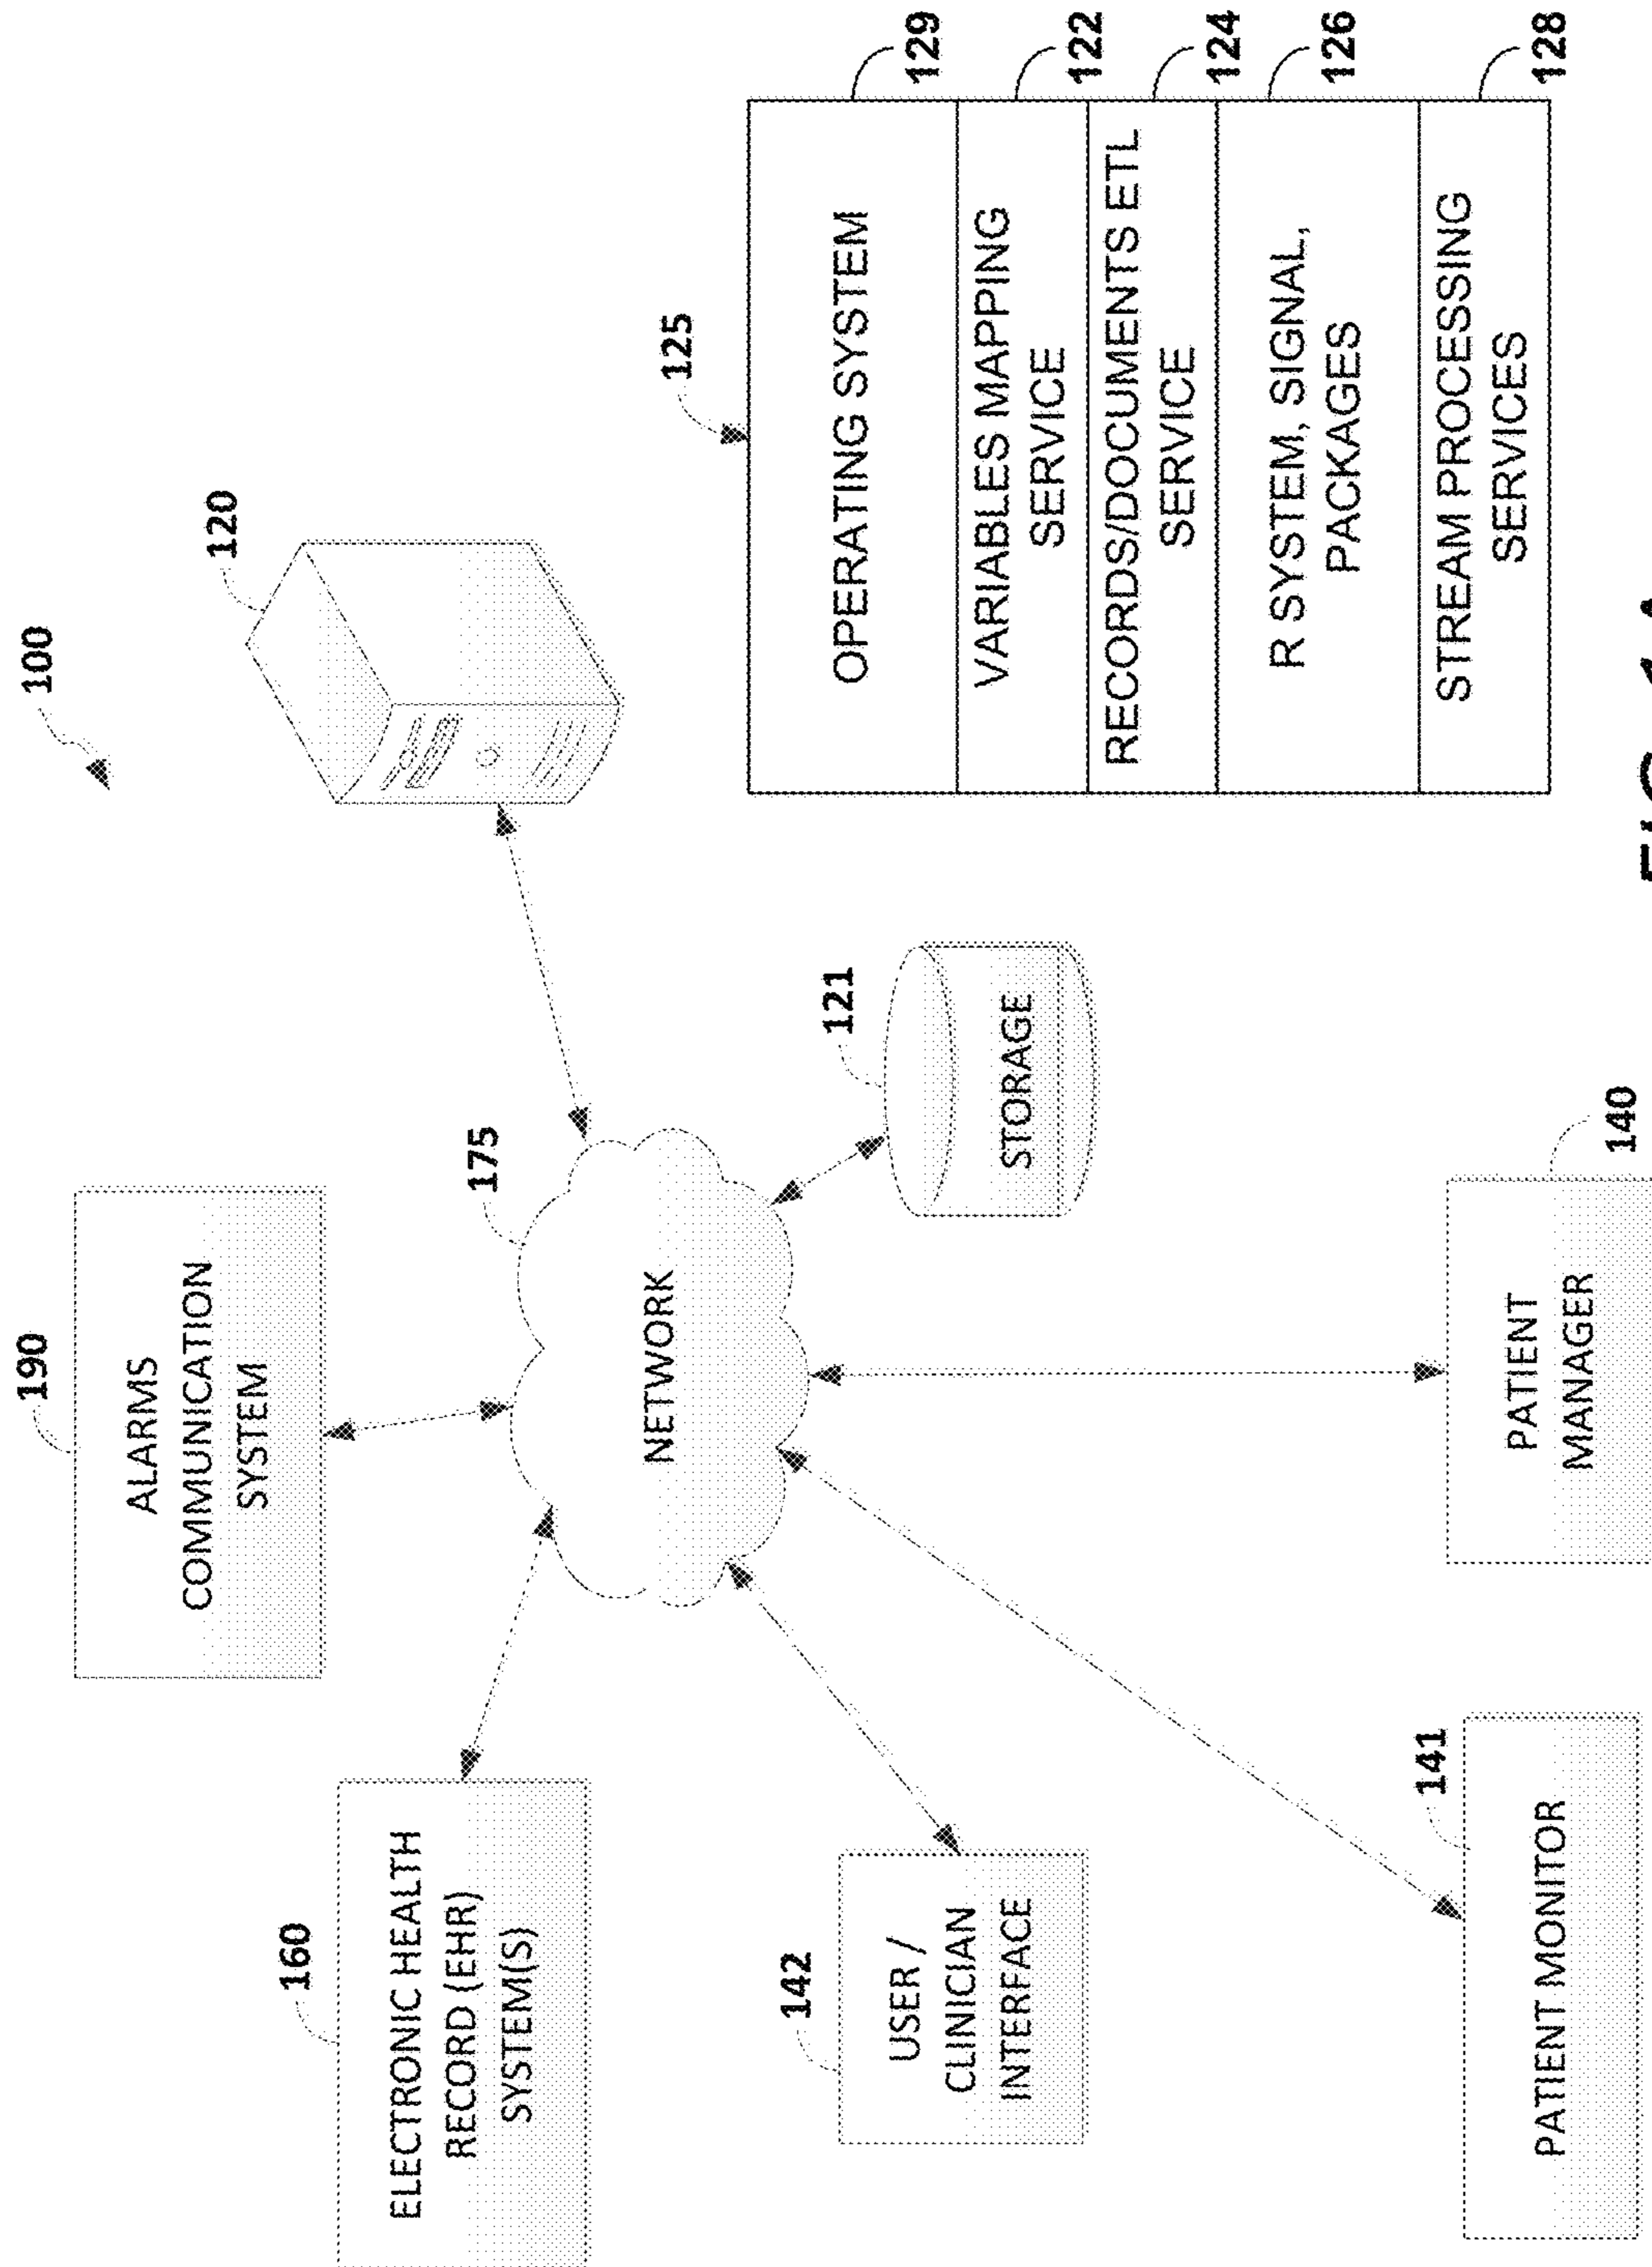 190
100
ALARMS
COMMUNICATION
SYSTEM
120
160
ELECTRONIC HEALTH
RECORD (EHR)
SYSTEM(S)
175
NETWORK
125
142
USER /
CLINICIAN
INTERFACE
121
STORAGE
OPERATING SYSTEM
129
VARIABLES MAPPING
SERVICE
122
RECORDS/DOCUMENTS ETL
SERVICE
124
R SYSTEM, SIGNAL,
PACKAGES
126
STREAM PROCESSING
SERVICES
128
141
PATIENT MONITOR
PATIENT
MANAGER
140